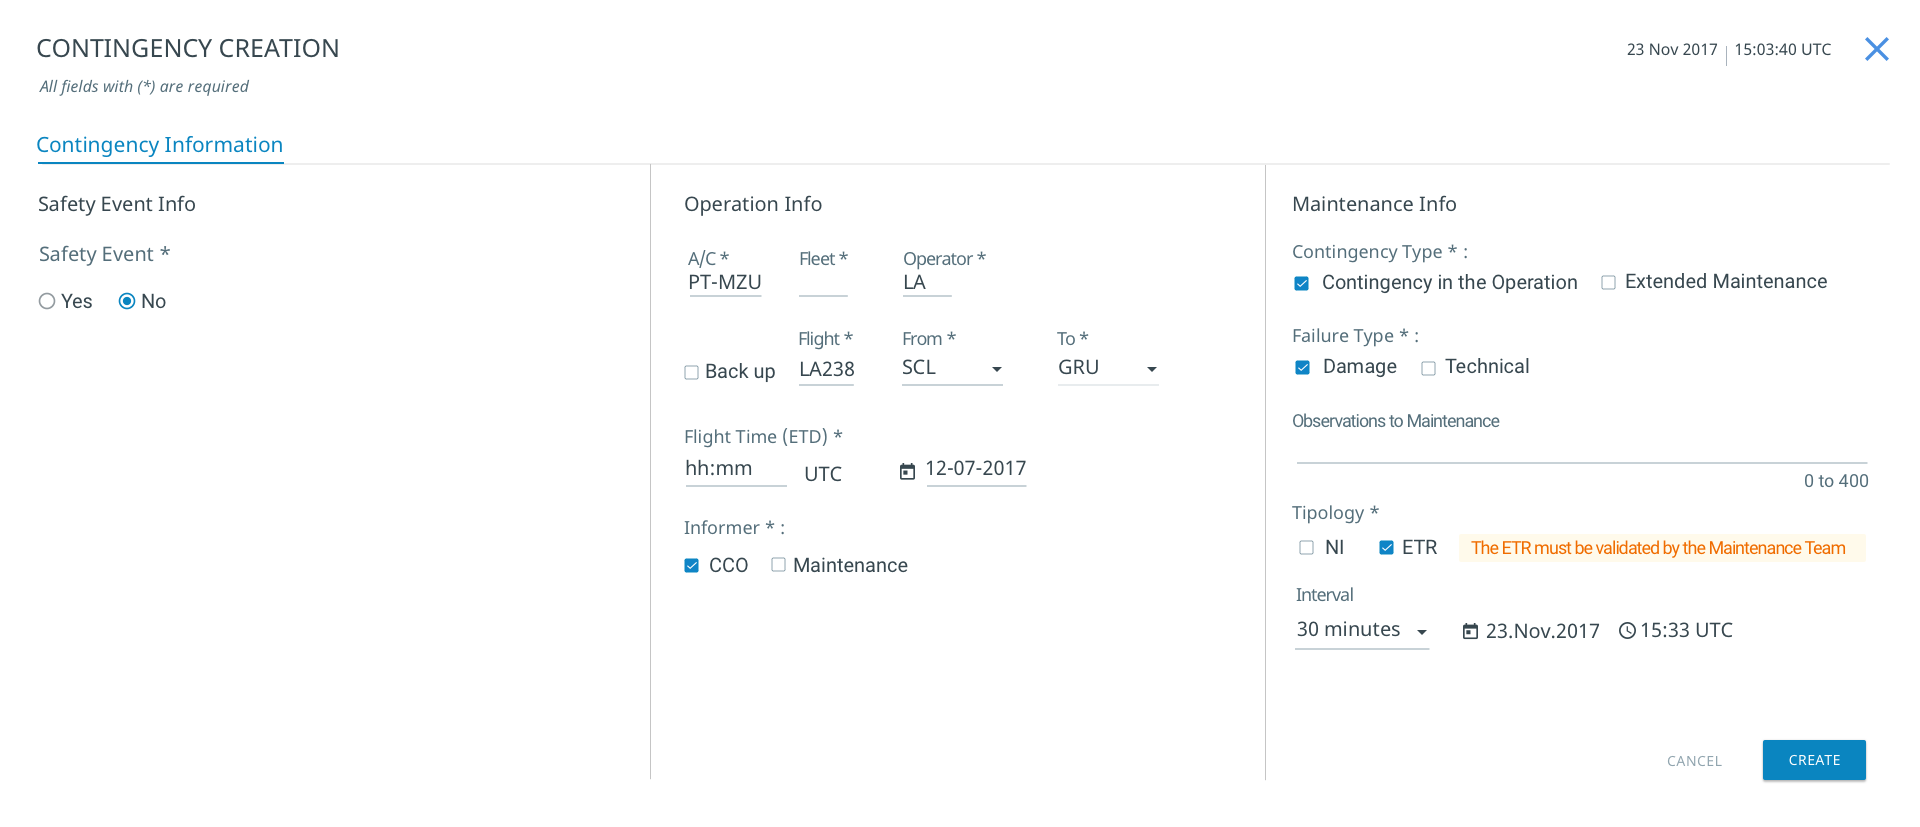 CONTINGENCY CREATION
23 Nov 2017 | 15:03:40 UTC
All fields with (*) are required
Contingency Information
Safety Event Info
Safety Event *
Yes No
Operation Info
A/C * Fleet * Operator *
PT-MZU LA
Flight * From * To *
Back up LA238 SCL GRU
Flight Time (ETD) *
hh:mm UTC 12-07-2017
Informer * :
CCO Maintenance
Maintenance Info
Contingency Type * :
Contingency in the Operation Extended Maintenance
Failure Type * :
Damage Technical
Observations to Maintenance
0 to 400
Tipology *
NI ETR The ETR must be validated by the Maintenance Team
Interval
30 minutes 23.Nov.2017 15:33 UTC
CANCEL CREATE